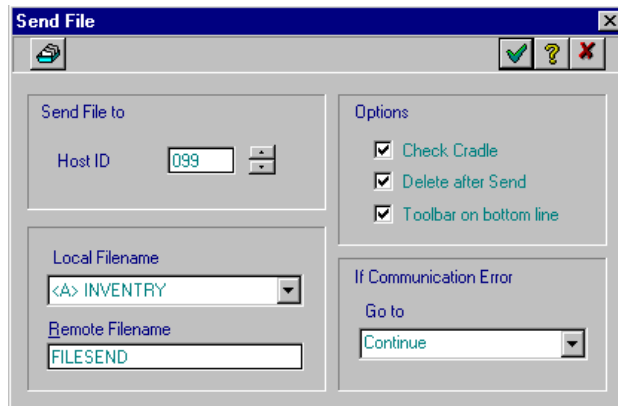 Send File
Send File to
Host ID 099
Local Filename
<A> INVENTRY
Remote Filename
FILESEND
Options
Check Cradle
Delete after Send
Toolbar on bottom line
If Communication Error
Go to
Continue